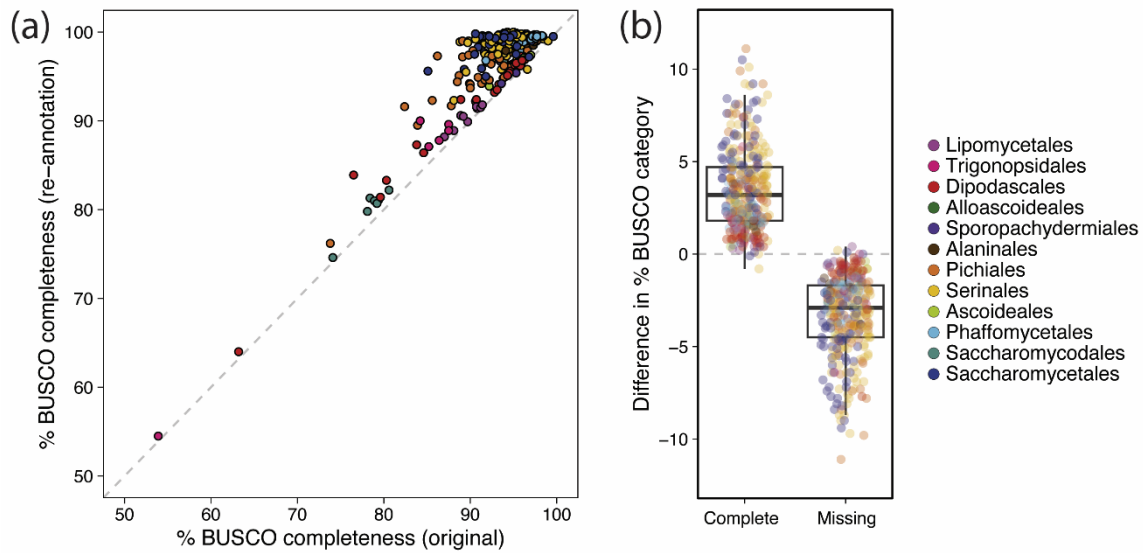 (a)
% BUSCO completeness (re−annotation)
100
90
80
70
60
50
50 60 70 80 90 100
% BUSCO completeness (original)
(b)
Difference in % BUSCO category
10
5
0
−5
−10
Complete Missing
Lipomycetales
Trigonopsidales
Dipodascales
Alloascoideales
Sporopachydermiales
Alaninales
Pichiales
Serinales
Ascoideales
Phaffomycetales
Saccharomycodales
Saccharomycetales